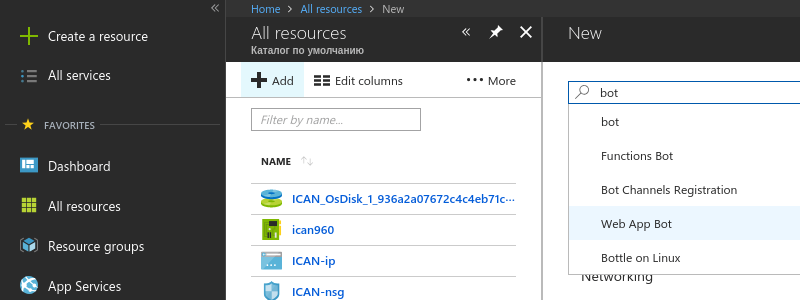 Create a resource
All services
FAVORITES
Dashboard
All resources
Resource groups
App Services
Home > All resources > New
All resources
Каталог по умолчанию
Add
Edit columns
••• More
Filter by name...
NAME
ICAN_OsDisk_1_936a2a07672c4c4eb71c···
ican960
ICAN-ip
ICAN-nsg
New
bot
bot
Functions Bot
Bot Channels Registration
Web App Bot
Bottle on Linux
Networking